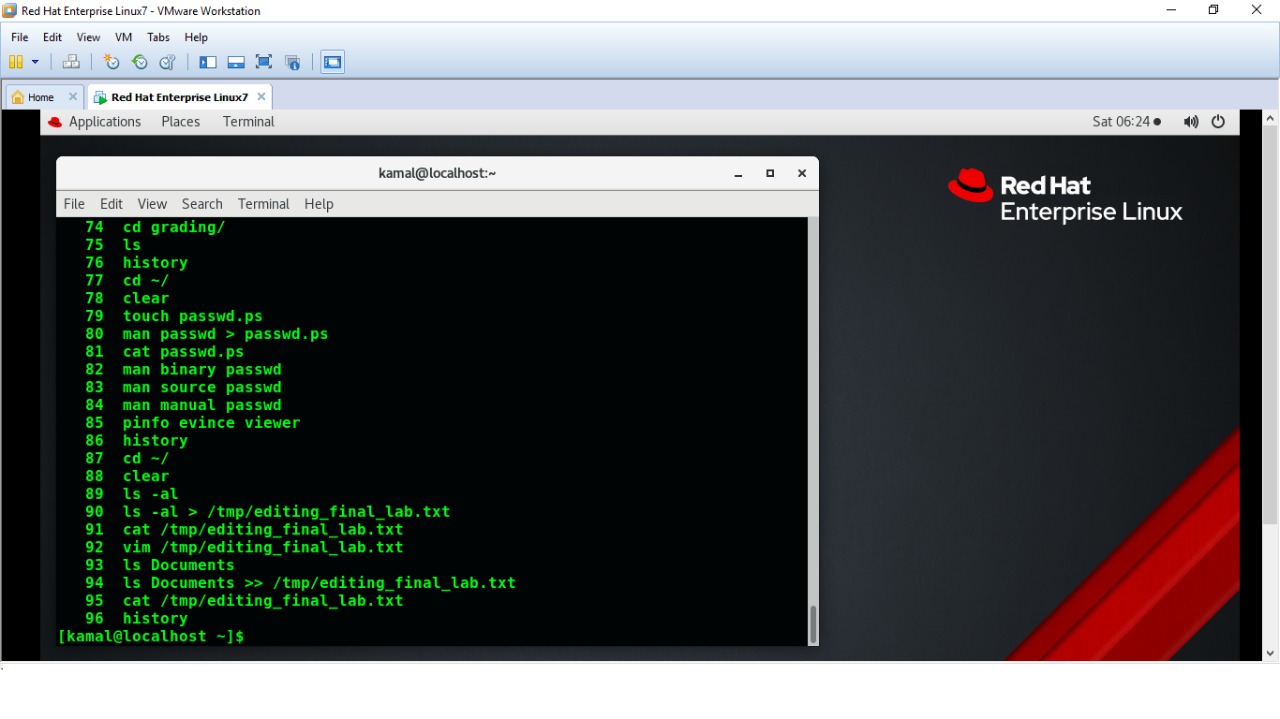 Red Hat Enterprise Linux7 - VMware Workstation
File Edit View VM Tabs Help
Home Red Hat Enterprise Linux7
Applications Places Terminal Sat 06:24
kamal@localhost:~
File Edit View Search Terminal Help
74 cd grading/
75 ls
76 history
77 cd ~/
78 clear
79 touch passwd.ps
80 man passwd > passwd.ps
81 cat passwd.ps
82 man binary passwd
83 man source passwd
84 man manual passwd
85 pinfo evince viewer
86 history
87 cd ~/
88 clear
89 ls -al
90 ls -al > /tmp/editing_final_lab.txt
91 cat /tmp/editing_final_lab.txt
92 vim /tmp/editing_final_lab.txt
93 ls Documents
94 ls Documents >> /tmp/editing_final_lab.txt
95 cat /tmp/editing_final_lab.txt
96 history
[kamal@localhost ~]$
Red Hat
Enterprise Linux